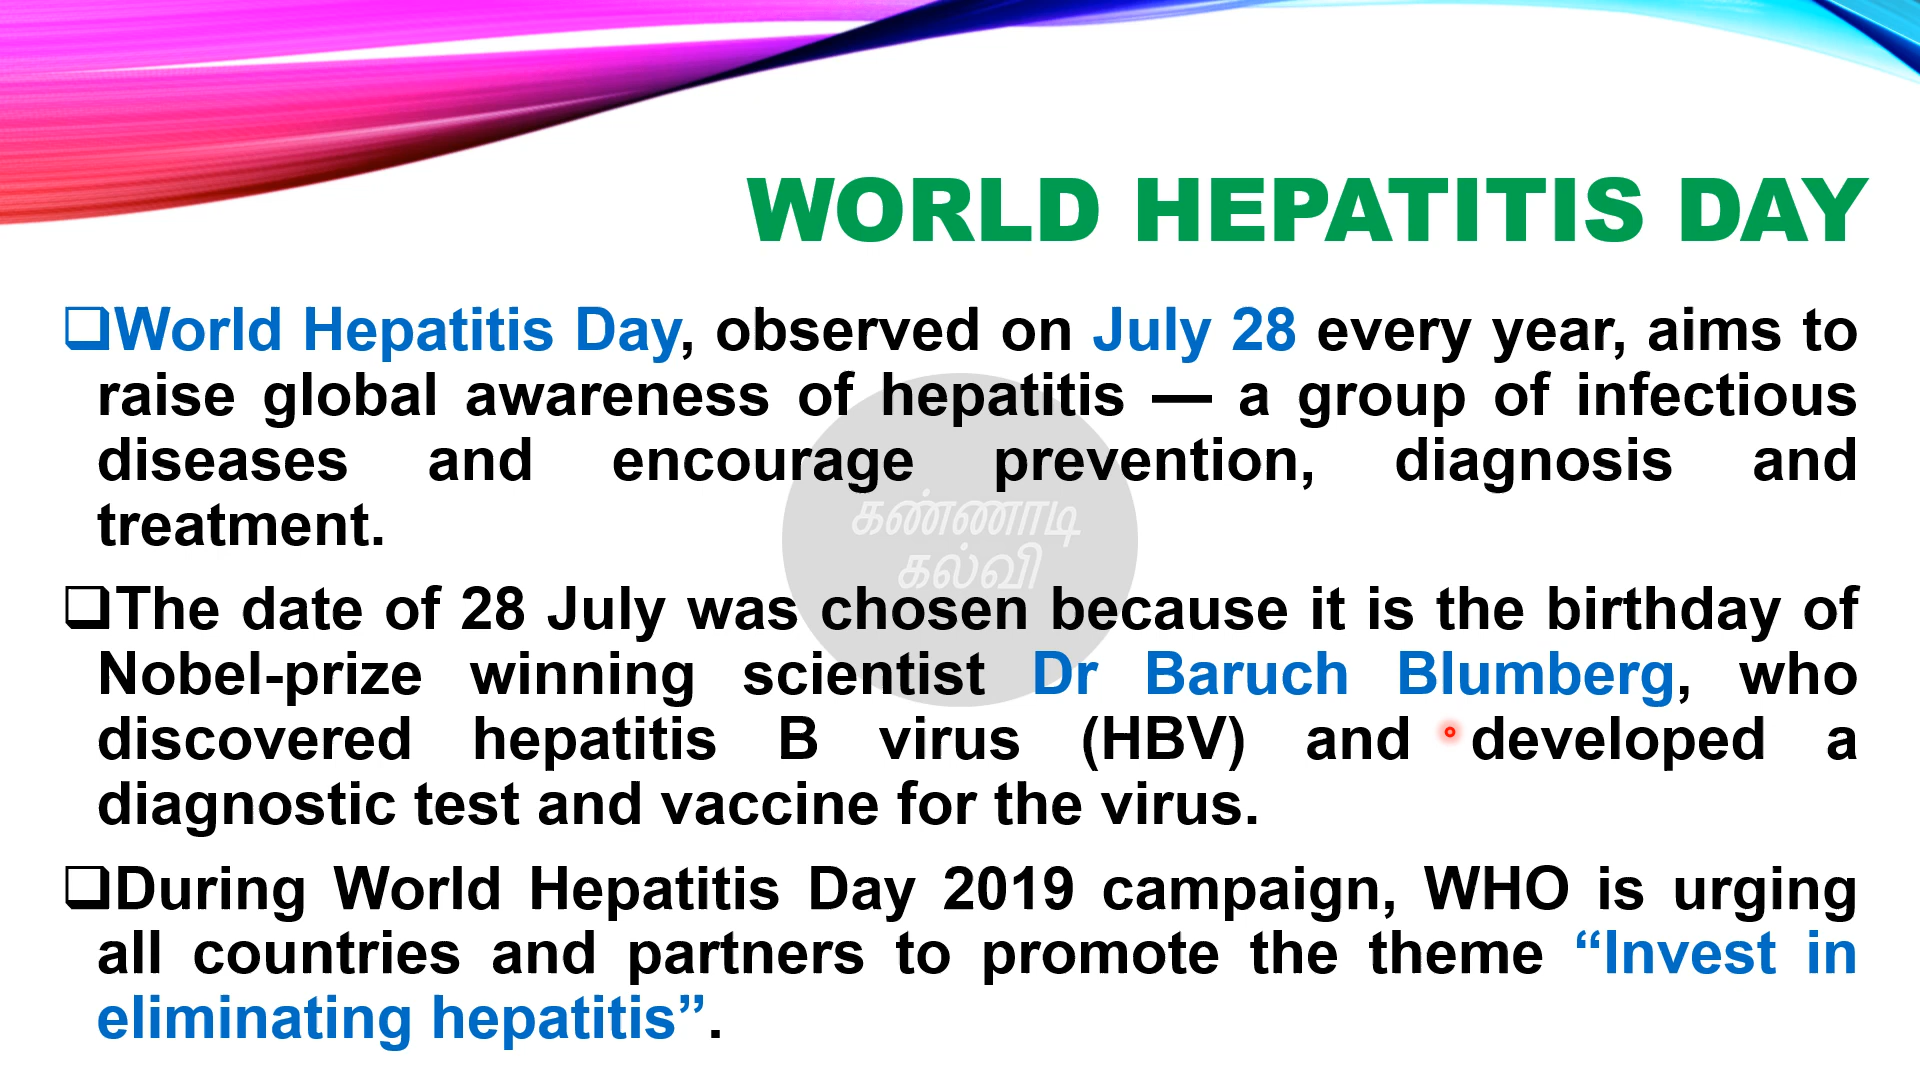 WORLD HEPATITIS DAY
❑World Hepatitis Day, observed on July 28 every year, aims to
raise global awareness of hepatitis — a group of infectious
diseases and encourage prevention, diagnosis and
treatment.
கண்ணாடி
கல்வி
❑The date of 28 July was chosen because it is the birthday of
Nobel-prize winning scientist Dr Baruch Blumberg, who
discovered hepatitis B virus (HBV) and developed a
diagnostic test and vaccine for the virus.
❑During World Hepatitis Day 2019 campaign, WHO is urging
all countries and partners to promote the theme “Invest in
eliminating hepatitis”.